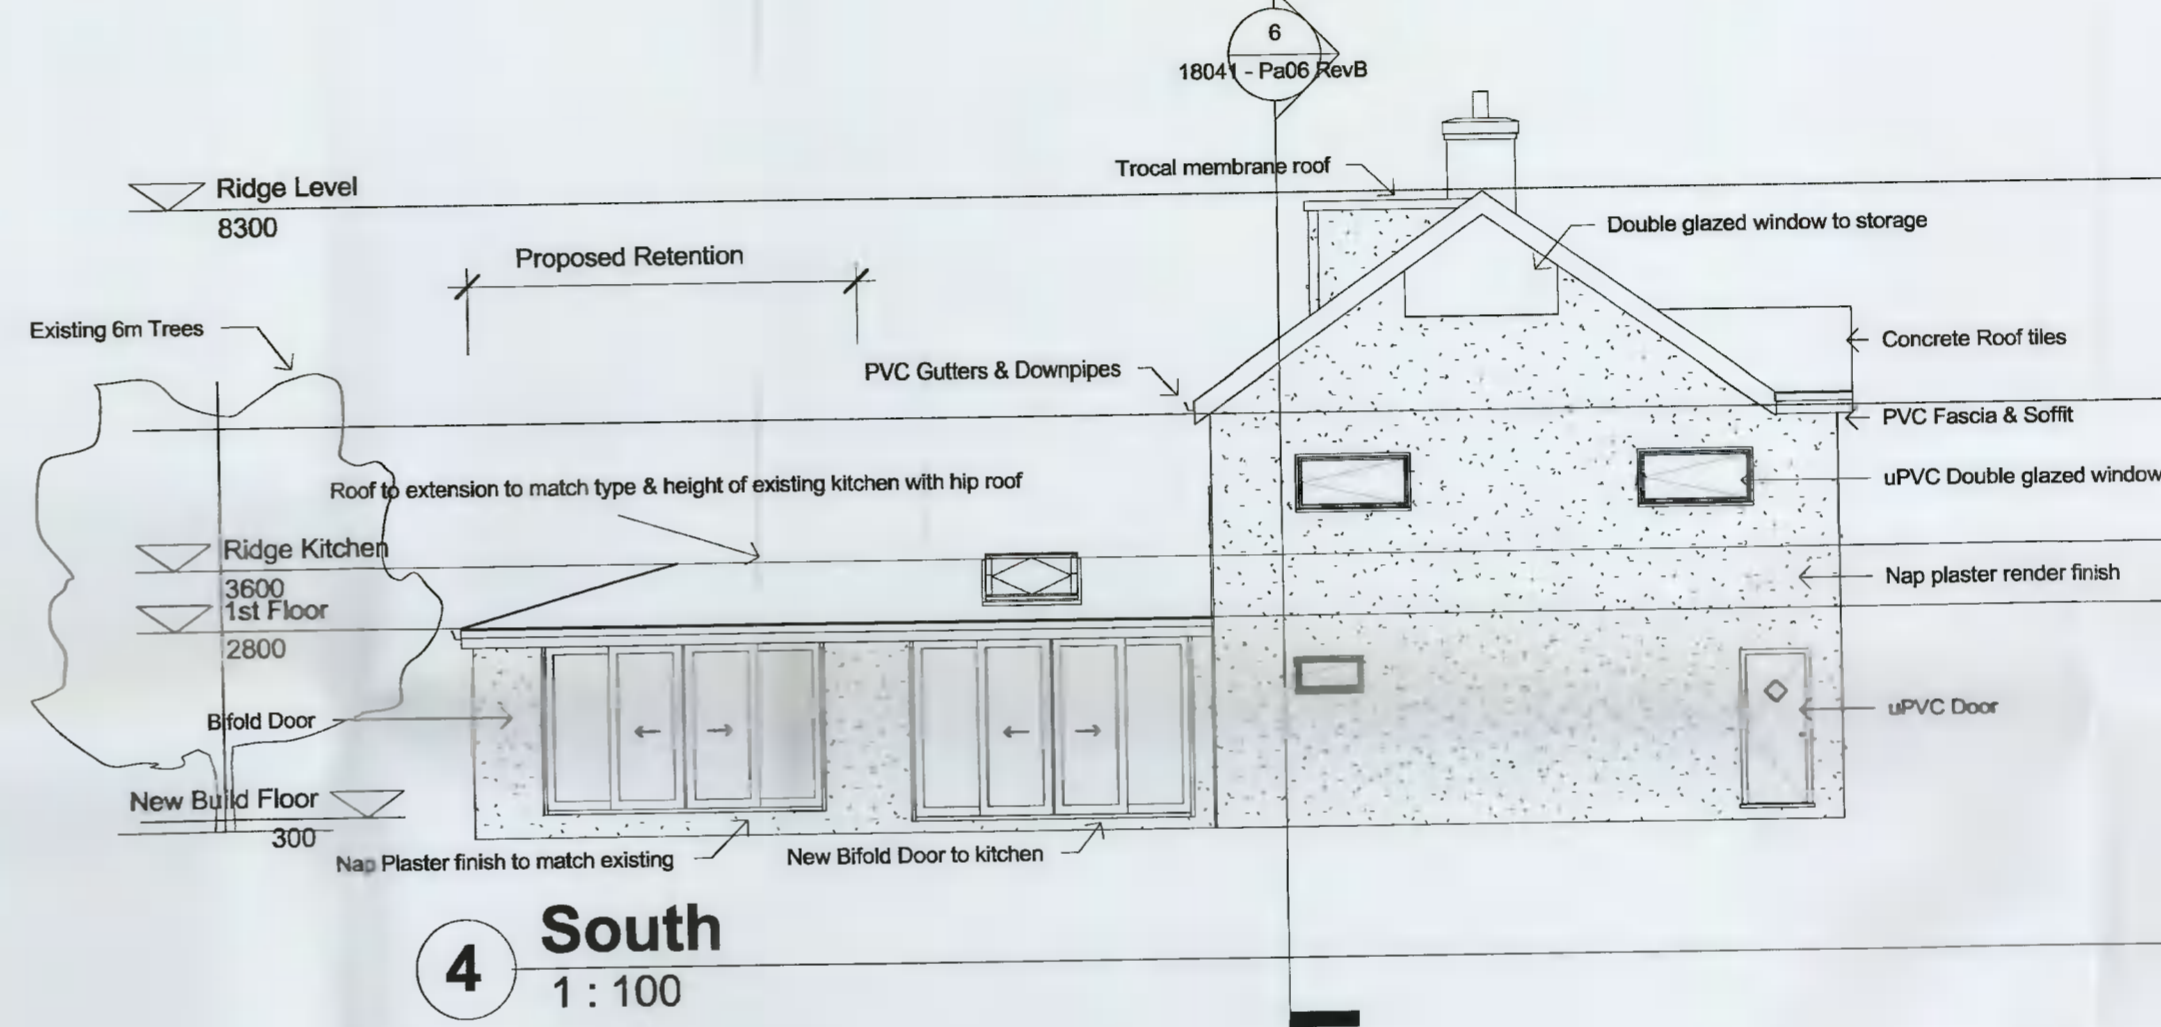 6
18041 - Pa06 RevB
Trocal membrane roof
Ridge Level
8300
Double glazed window to storage
Proposed Retention
Existing 6m Trees
Concrete Roof tiles
PVC Gutters & Downpipes
PVC Fascia & Soffit
Roof to extension to match type & height of existing kitchen with hip roof
uPVC Double glazed window
Ridge Kitchen
3600
1st Floor
2800
Nap plaster render finish
Bifold Door
uPVC Door
New Build Floor
300
Nap Plaster finish to match existing
New Bifold Door to kitchen
4
South
1 : 100